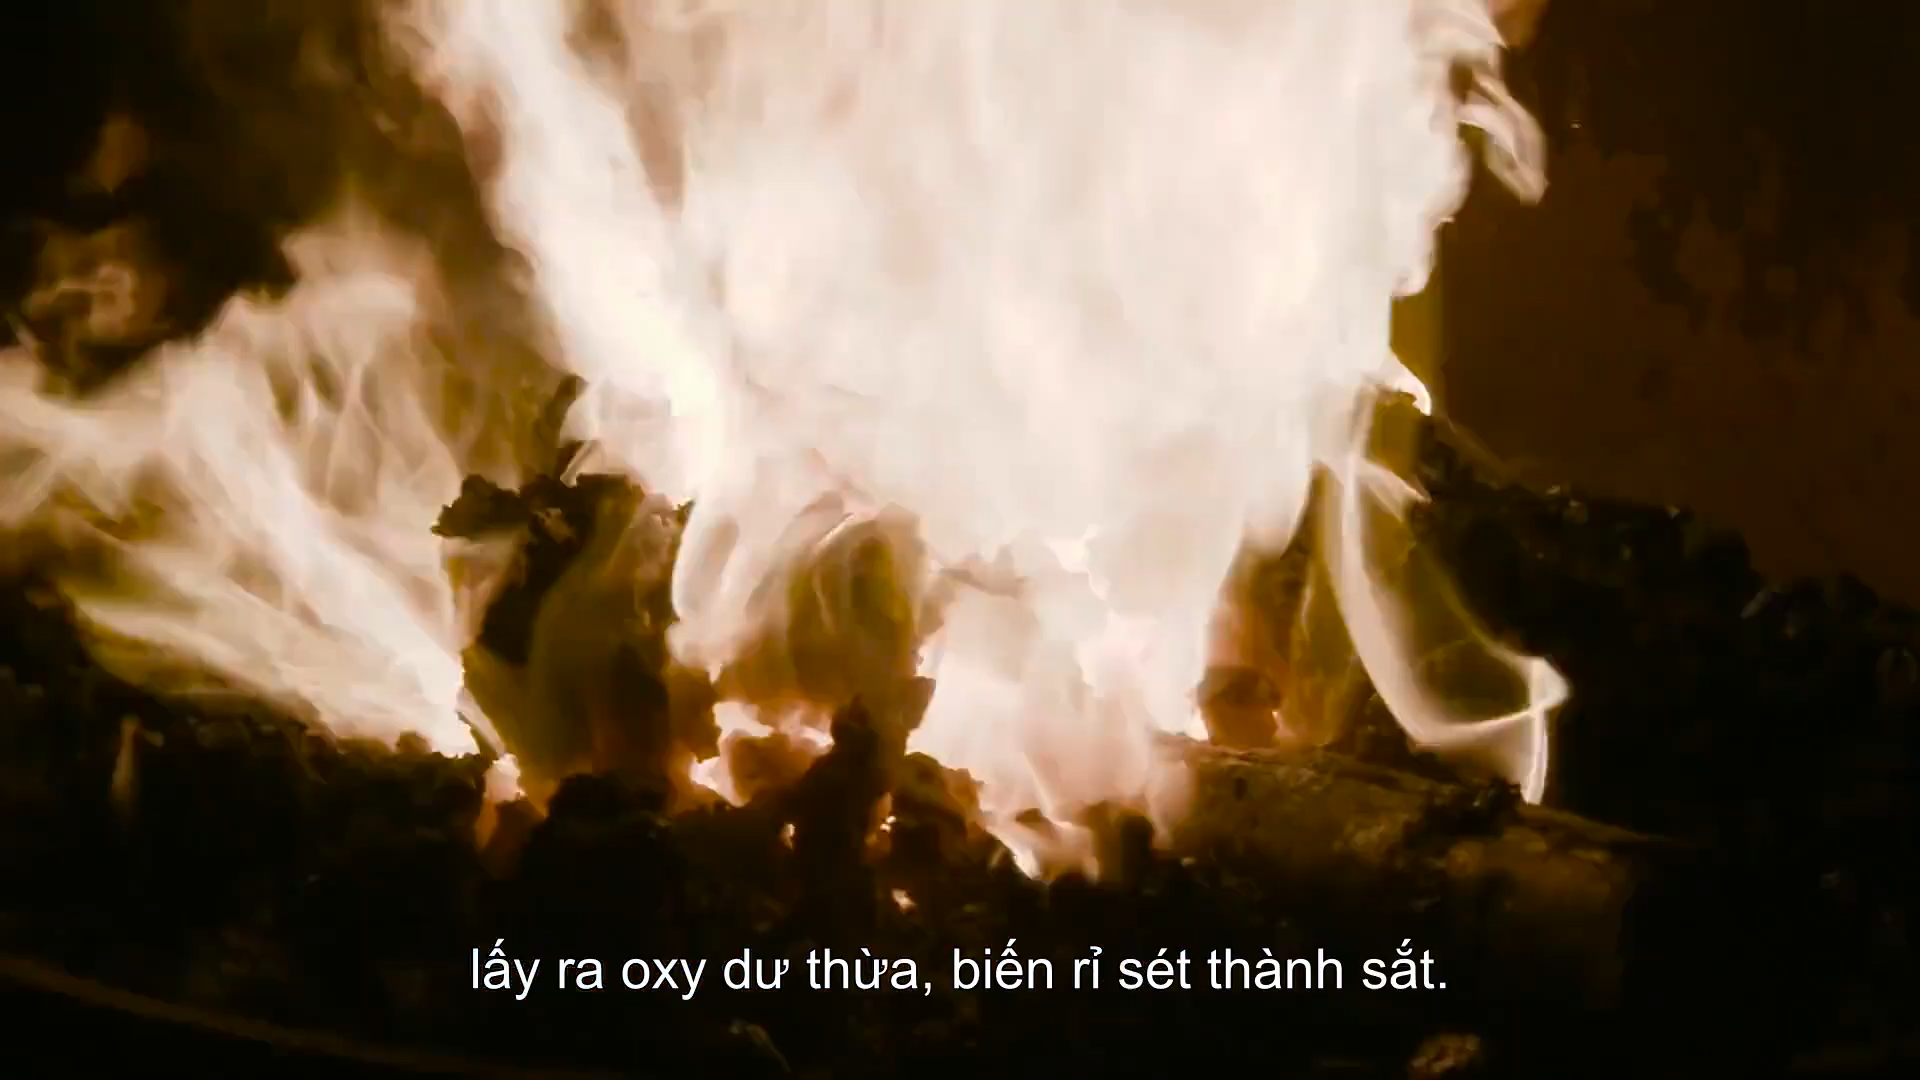 lấy ra oxy dư thừa, biến rỉ sét thành sắt.